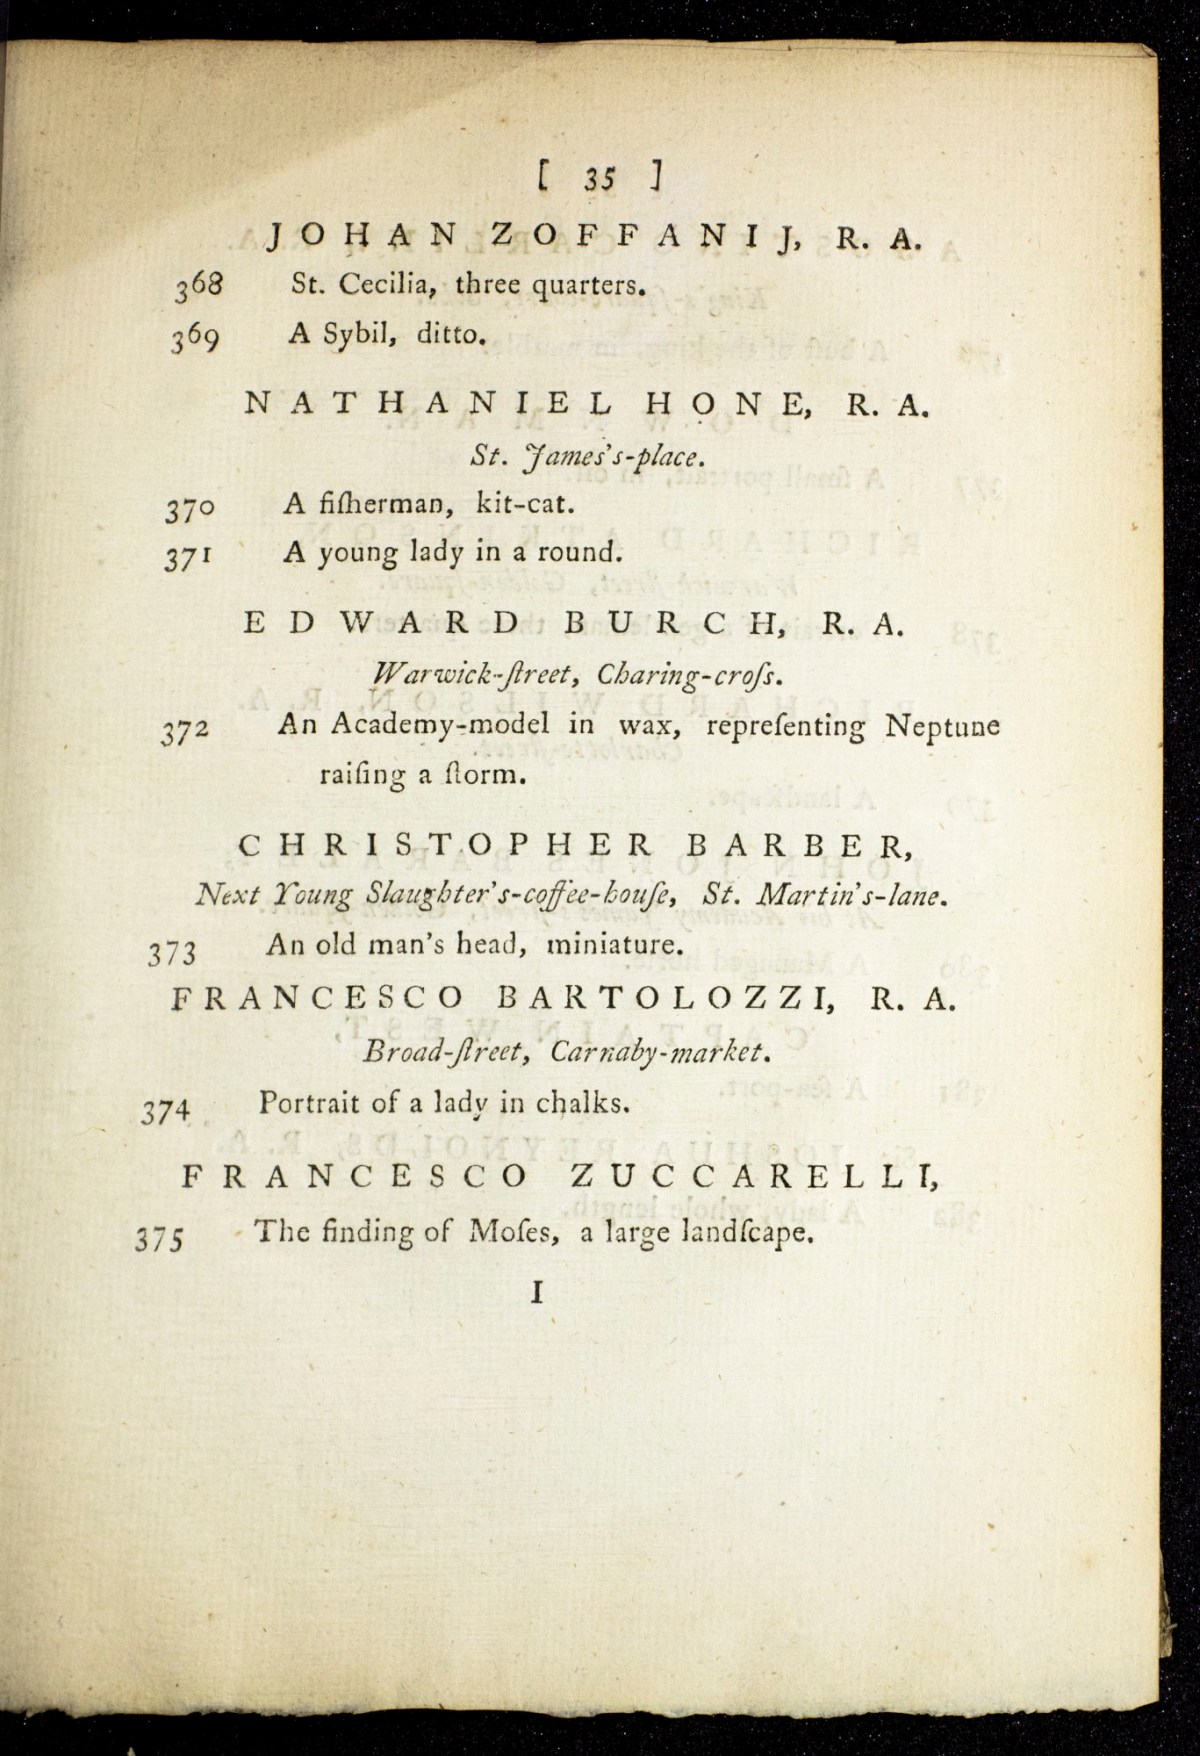 [ 35 ]
JOHAN ZOFFANIJ, R. A.
368 St. Cecilia, three quarters.
369 A Sybil, ditto.
NATHANIEL HONE, R. A.
St. James's-place.
370 A fiſherman, kit-cat.
371 A young lady in a round.
EDWARD BURCH, R. A.
Warwick-ſtreet, Charing-croſs.
372 An Academy-model in wax, repreſenting Neptune
raiſing a ſtorm.
CHRISTOPHER BARBER,
Next Young Slaughter's-coffee-houſe, St. Martin's-lane.
373 An old man's head, miniature.
FRANCESCO BARTOLOZZI, R. A.
Broad-ſtreet, Carnaby-market.
374 Portrait of a lady in chalks.
FRANCESCO ZUCCARELLI,
375 The finding of Moſes, a large landſcape.
I